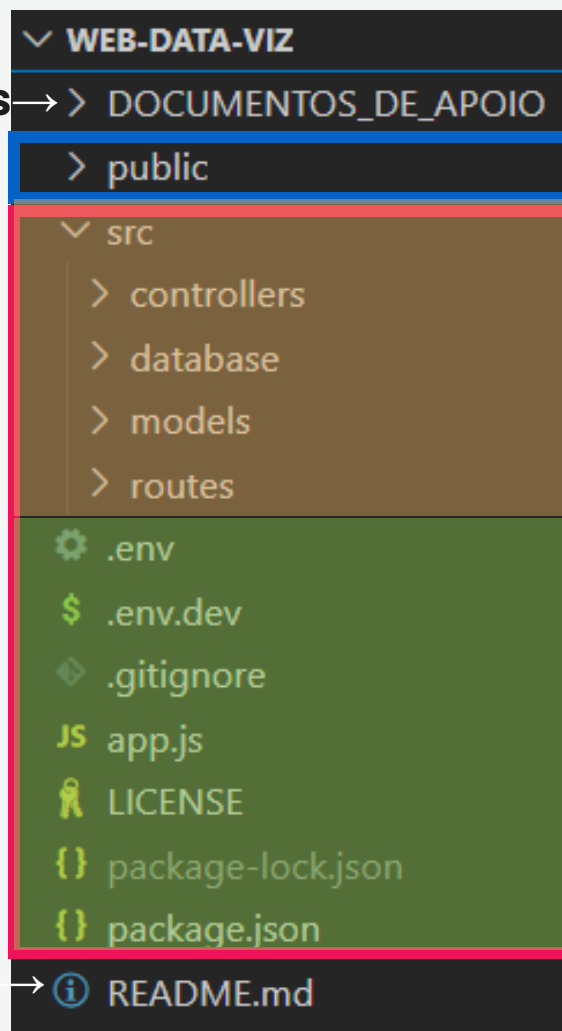 WEB-DATA-VIZ
s→ DOCUMENTOS_DE_APOIO
public
src
controllers
database
models
routes
.env
$ .env.dev
.gitignore
JS app.js
LICENSE
{} package-lock.json
{} package.json
→ README.md